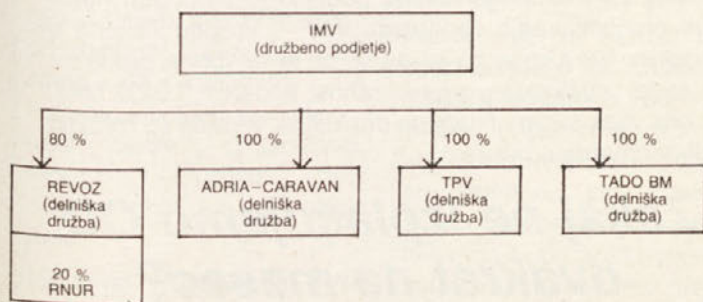 IMV
(družbeno podjetje)
80 %
100 %
100 %
100 %
REVOZ
(delniška
družba)
ADRIA–CARAVAN
(delniška
družba)
TPV
(delniška
družba)
TADO BM
(delniška
družba)
20 %
RNUR